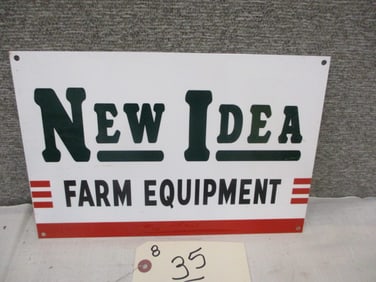 NEW IDEA
FARM EQUIPMENT
8
35